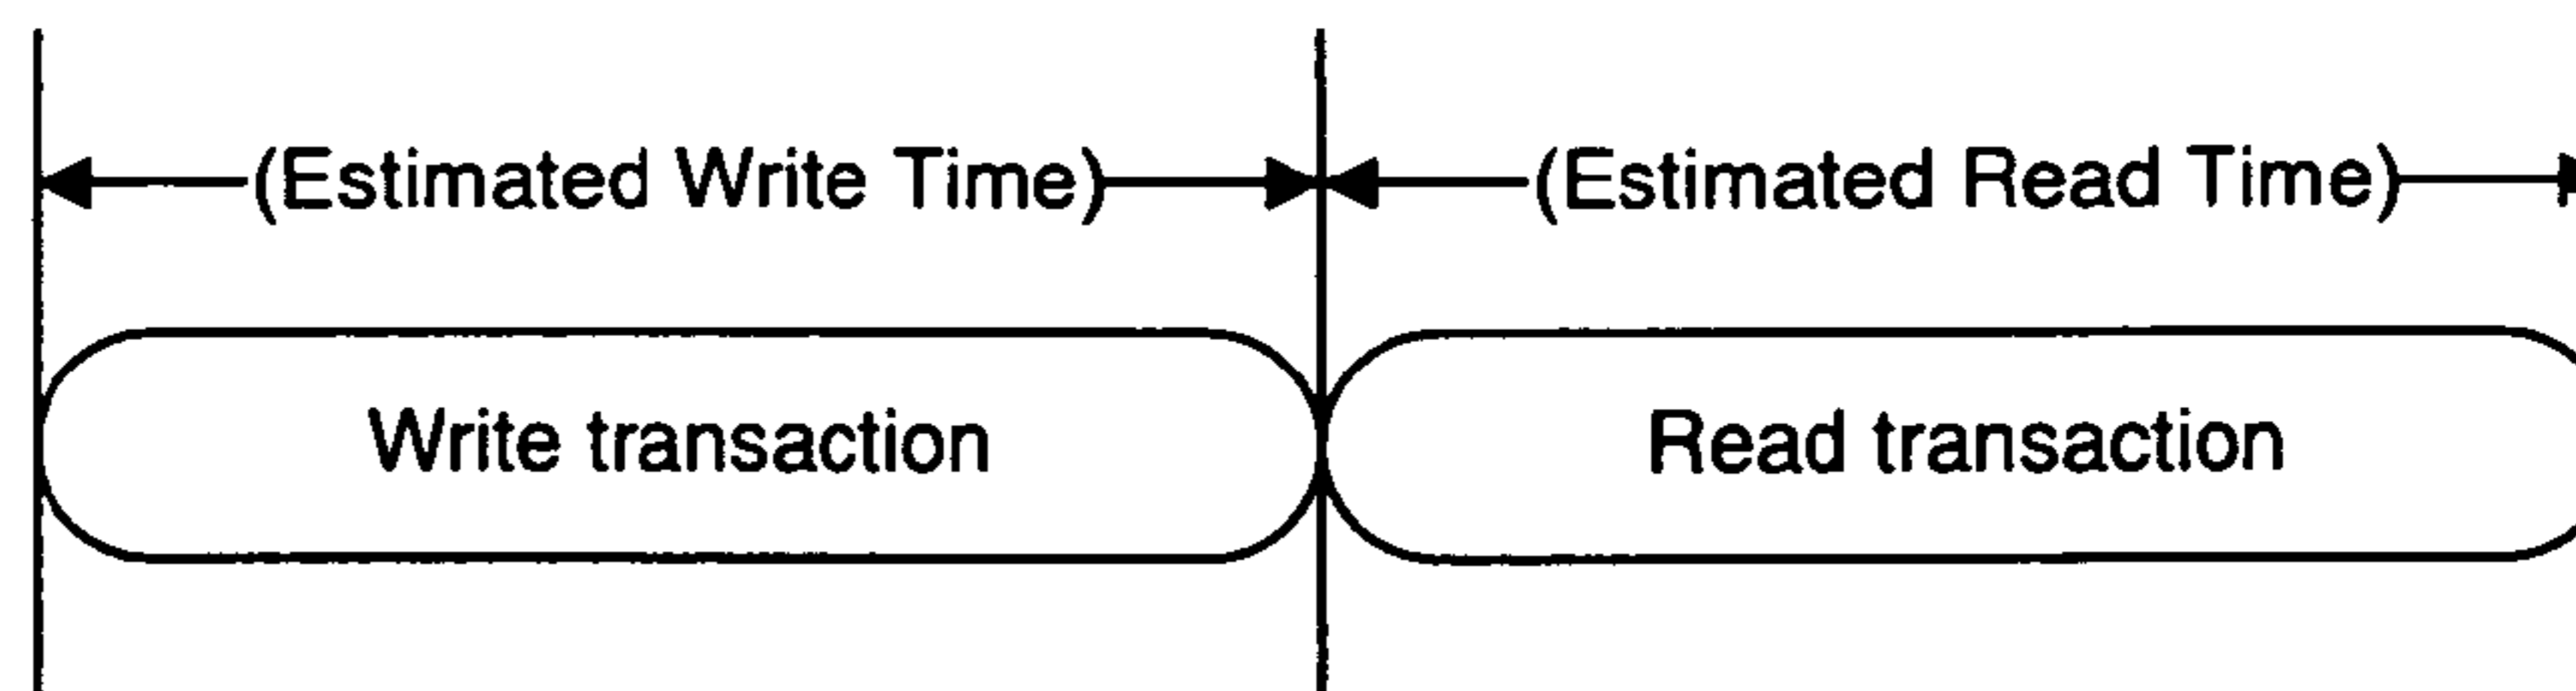 (Estimated Write Time) (Estimated Read Time)
Write transaction Read transaction